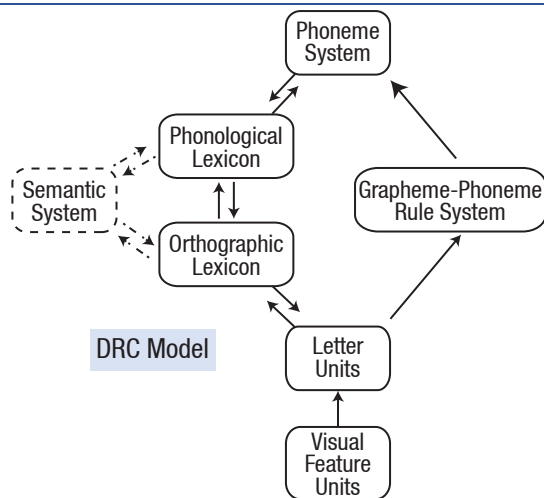 Phoneme
System
Phonological
Lexicon
Semantic
System
Grapheme-Phoneme
Rule System
Orthographic
Lexicon
DRC Model
Letter
Units
Visual
Feature
Units